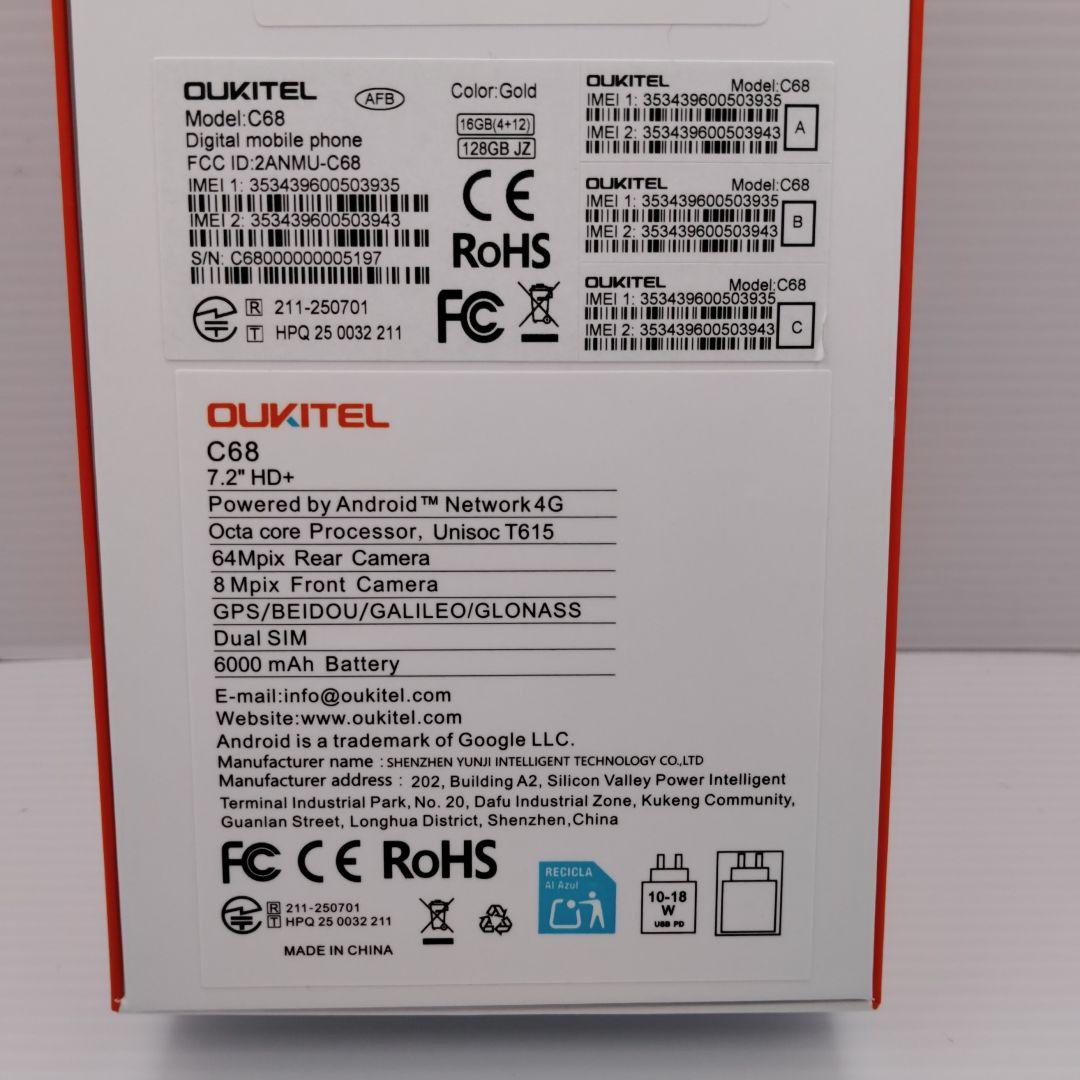 OUKITEL
AFB
Color:Gold
Model:C68
Digital mobile phone
16GB(4+12)
128GB JZ
FCC ID:2ANMU-C68
IMEI 1: 353439600503935
IMEI 2: 353439600503943
S/N: C68000000005197
CE
RoHS
FC
R 211-250701
T HPQ 25 0032 211
OUKITEL Model:C68
IMEI 1: 353439600503935
IMEI 2: 353439600503943
A
OUKITEL Model:C68
IMEI 1: 353439600503935
IMEI 2: 353439600503943
B
OUKITEL Model:C68
IMEI 1: 353439600503935
IMEI 2: 353439600503943
C
OUKITEL
C68
7.2" HD+
Powered by Android™ Network4G
Octa core Processor, Unisoc T615
64Mpix Rear Camera
8 Mpix Front Camera
GPS/BEIDOU/GALILEO/GLONASS
Dual SIM
6000 mAh Battery
E-mail:info@oukitel.com
Website:www.oukitel.com
Android is a trademark of Google LLC.
Manufacturer name : SHENZHEN YUNJI INTELLIGENT TECHNOLOGY CO.,LTD
Manufacturer address : 202, Building A2, Silicon Valley Power Intelligent
Terminal Industrial Park, No. 20, Dafu Industrial Zone, Kukeng Community,
Guanlan Street, Longhua District, Shenzhen,China
FC CE RoHS
R 211-250701
T HPQ 25 0032 211
MADE IN CHINA
RECICLA
Al Azul
10-18
W
USB PD